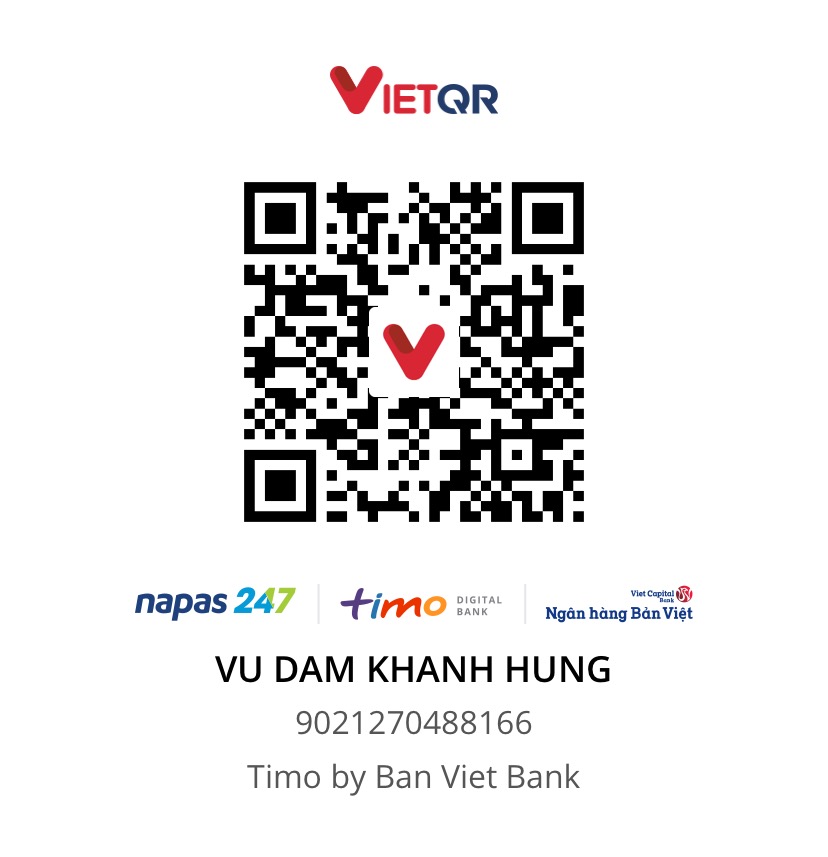 VIETQR
napas 247
timo DIGITAL BANK
Viet Capital Bank
Ngân hàng Bản Việt
VU DAM KHANH HUNG
9021270488166
Timo by Ban Viet Bank